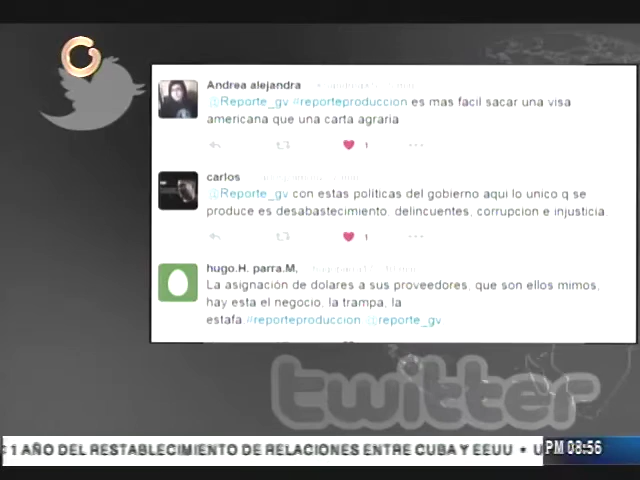 Andrea alejandra
@Reporte_gv #reporteproduccion es mas facil sacar una visa
americana que una carta agraria
1
carlos
@Reporte_gv con estas políticas del gobierno aqui lo unico q se
produce es desabastecimiento. delincuentes, corrupcion e injusticia
1
hugo.H. parra.M,
La asignación de dolares a sus proveedores, que son ellos mimos,
hay esta el negocio, la trampa, la
estafa.#reporteproduccion @reporte_gv
twitter
1 AÑO DEL RESTABLECIMIENTO DE RELACIONES ENTRE CUBA Y EEUU •
PM 08:56